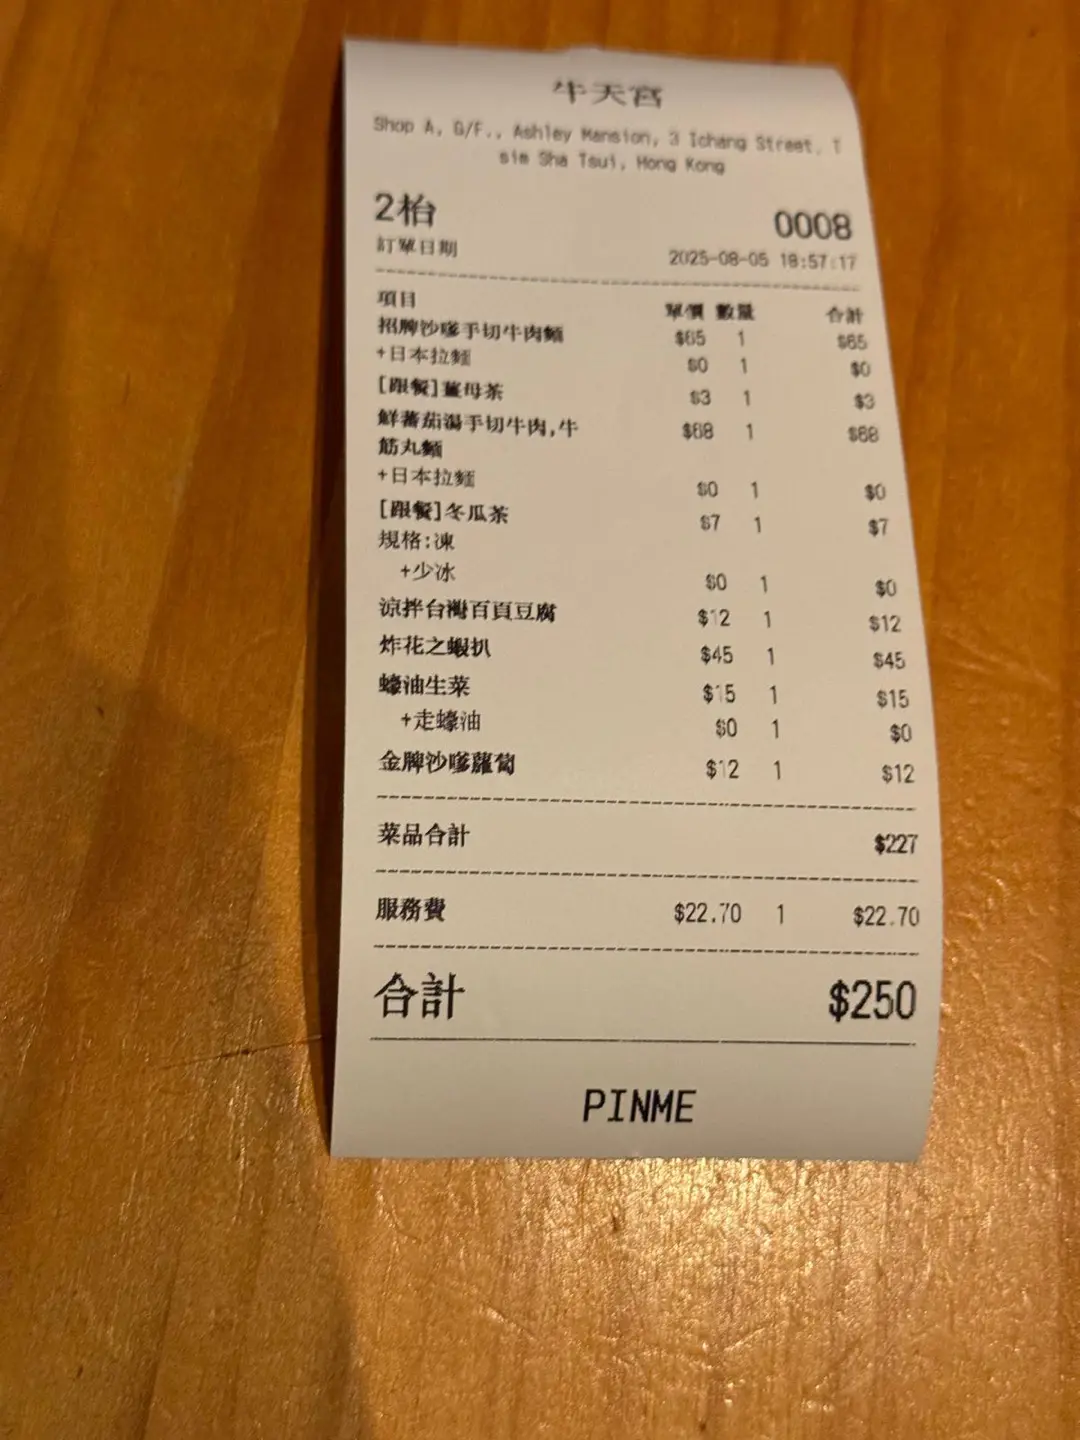 牛天宮
Shop A, G/F., Ashley Mansion, 3 Ichang Street, T
sim Sha Tsui, Hong Kong
2枱 0008
訂單日期 2025-08-05 18:57:17
項目 單價 數量 合計
招牌沙嗲手切牛肉麵 $65 1 $65
+日本拉麵 $0 1 $0
[跟餐]薑母茶 $3 1 $3
鮮蕃茄湯手切牛肉,牛 $68 1 $68
筋丸麵
+日本拉麵 $0 1 $0
[跟餐]冬瓜茶 $7 1 $7
規格:凍
+少冰 $0 1 $0
涼拌台灣百頁豆腐 $12 1 $12
炸花之蝦扒 $45 1 $45
蠔油生菜 $15 1 $15
+走蠔油 $0 1 $0
金牌沙嗲蘿蔔 $12 1 $12
菜品合計 $227
服務費 $22.70 1 $22.70
合計 $250
PINME